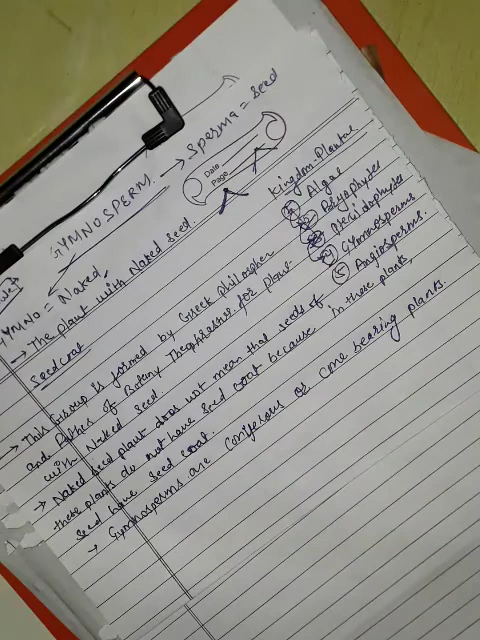 GYMNOSPERM. → Sperma = seed
Date
Page
GYMNO = Naked,
→ The plant with Naked seed.
seed coat
Kingdom-Plantae
① Algae
② Bryophytes
③ Pteridophytes
④ Gymnosperms
⑤ Angiosperms.
→ This Group is formed by Greek philospher
and Father of Botany Theophrastus for plant
with Naked seed.
→ Naked seed plant does not mean that seeds of
these plants do not have seed coat because in these plants,
seed have seed coat.
→ Gymnosperms are coniferous or cone bearing plants.